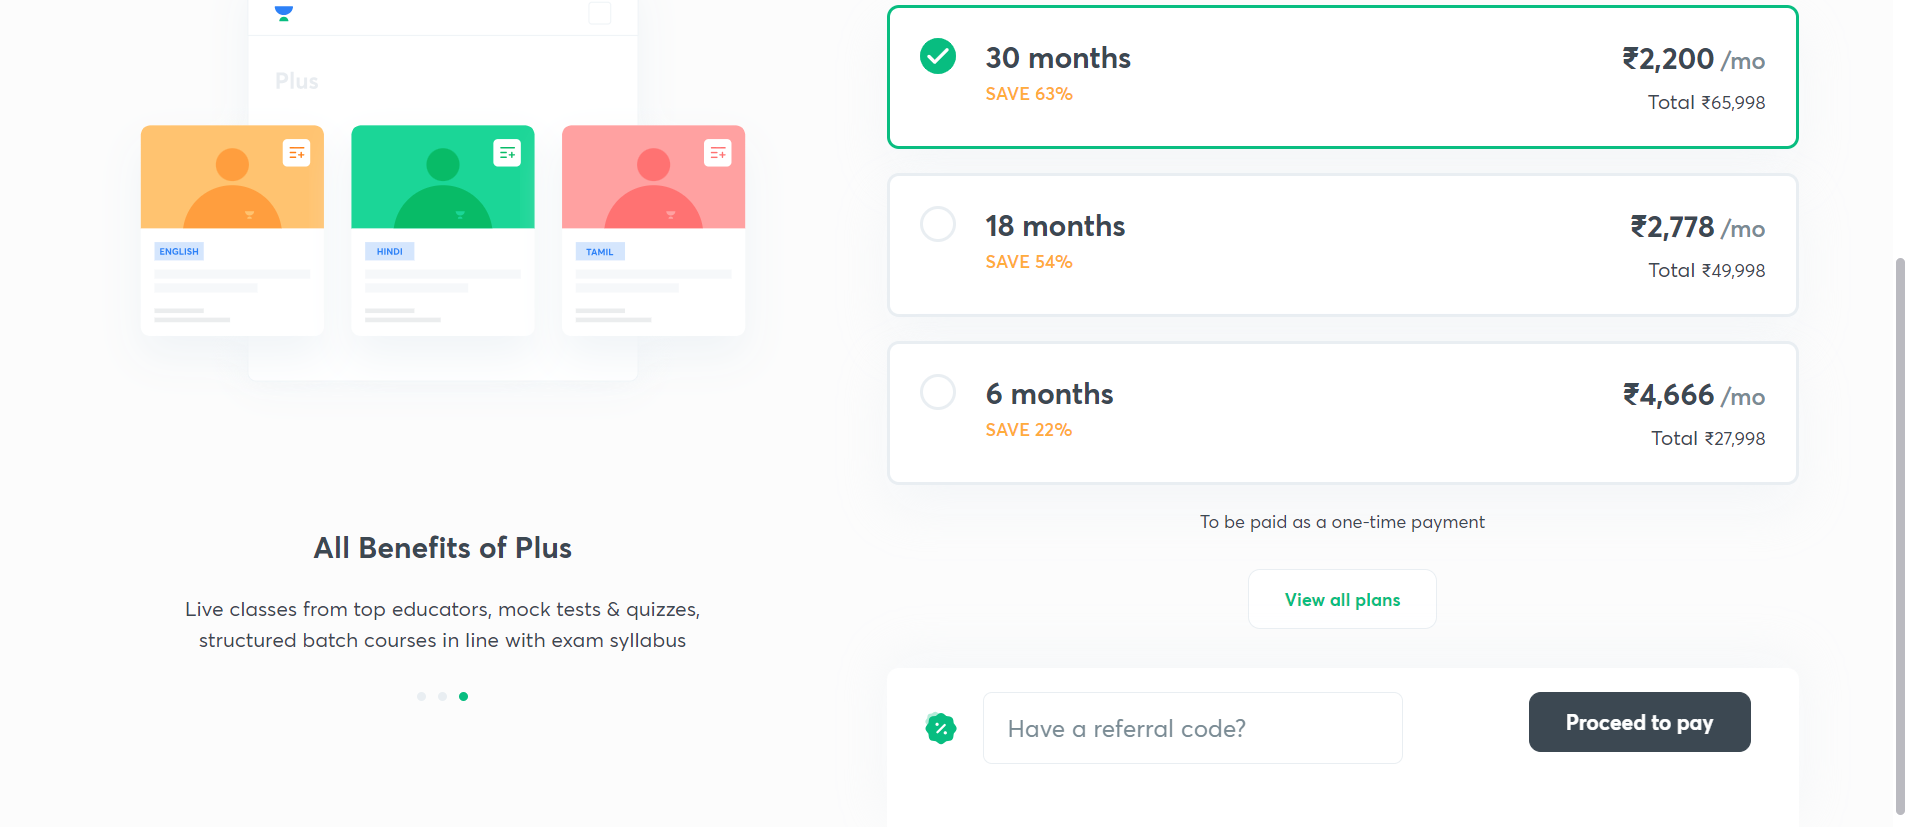 Plus
ENGLISH
HINDI
TAMIL
All Benefits of Plus
Live classes from top educators, mock tests & quizzes,
structured batch courses in line with exam syllabus
30 months
SAVE 63%
₹2,200 /mo
Total ₹65,998
18 months
SAVE 54%
₹2,778 /mo
Total ₹49,998
6 months
SAVE 22%
₹4,666 /mo
Total ₹27,998
To be paid as a one-time payment
View all plans
Have a referral code?
Proceed to pay